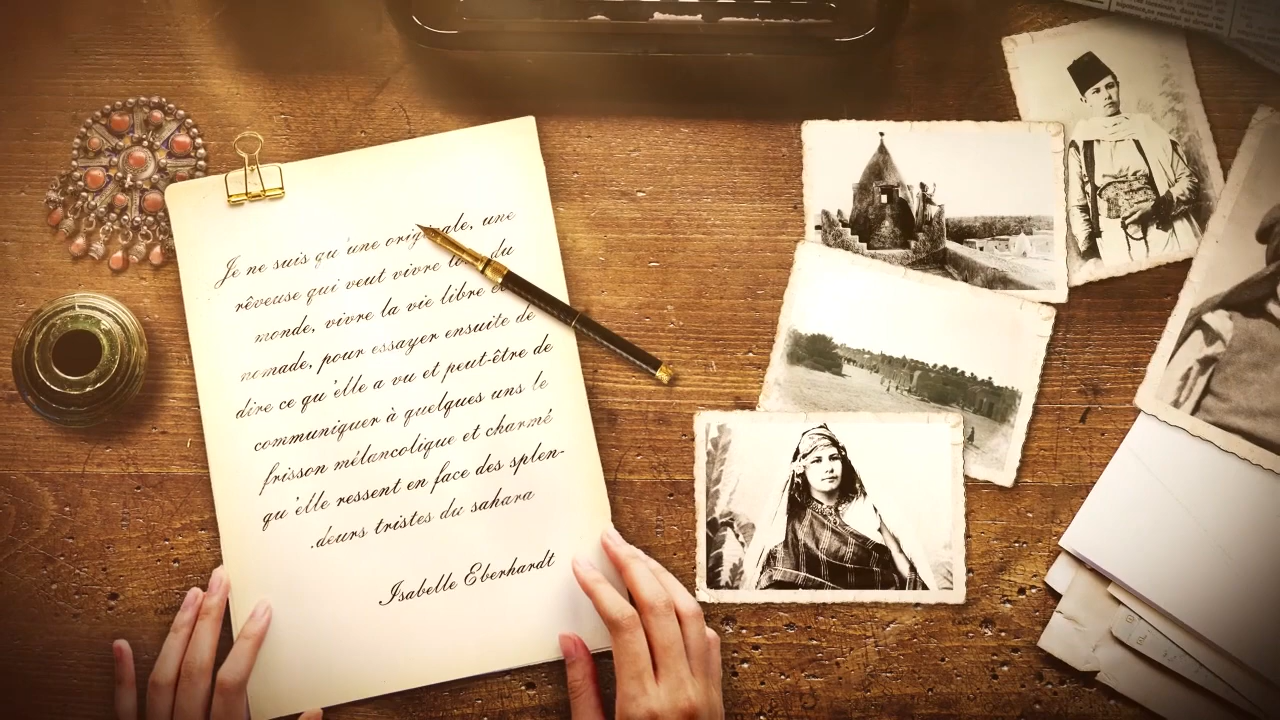 Je ne suis qu'une originale, une
rêveuse qui veut vivre du
monde, vivre la vie libre et
nomade, pour essayer ensuite de
dire ce qu'elle a vu et peut-être de
communiquer à quelques uns le
frisson mélancolique et charmé
qu'elle ressent en face des splen-
.deurs tristes du sahara
Isabelle Eberhardt